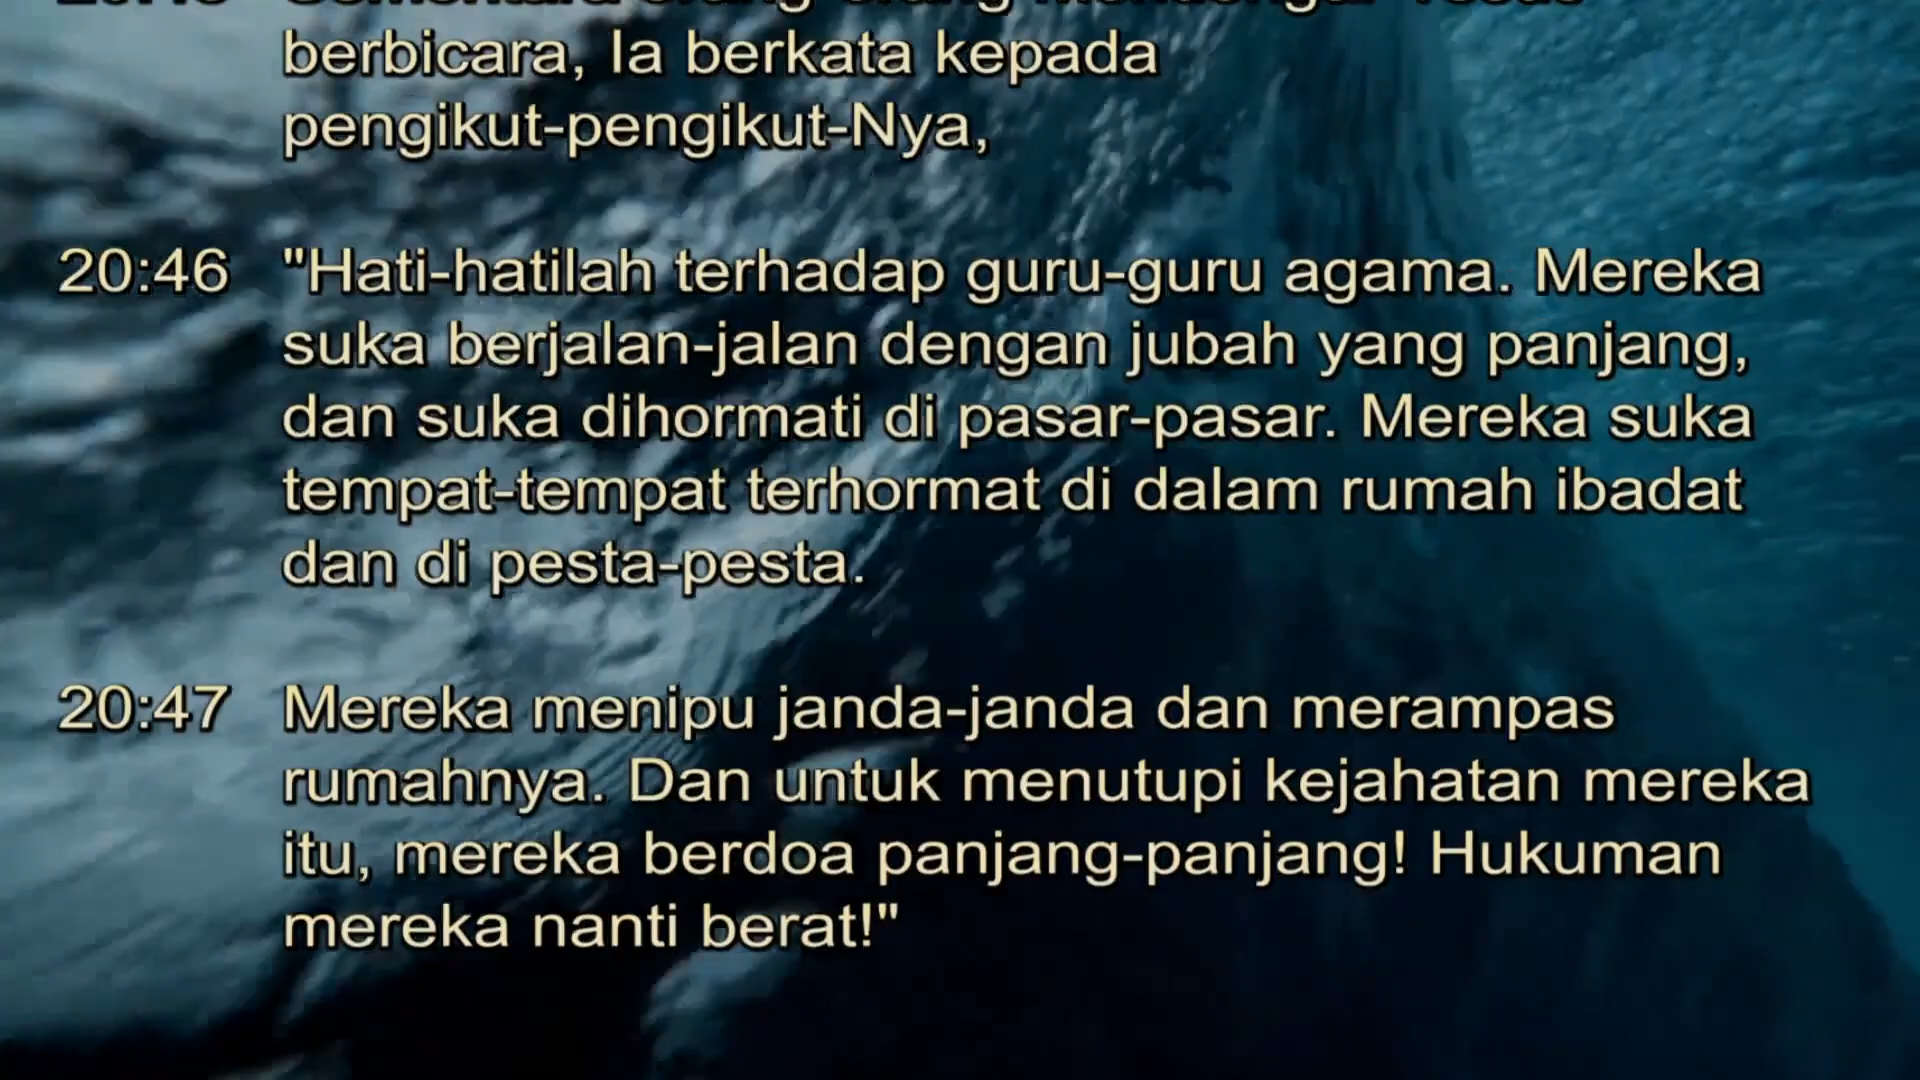 berbicara, Ia berkata kepada
pengikut-pengikut-Nya,
20:46 "Hati-hatilah terhadap guru-guru agama. Mereka
suka berjalan-jalan dengan jubah yang panjang,
dan suka dihormati di pasar-pasar. Mereka suka
tempat-tempat terhormat di dalam rumah ibadat
dan di pesta-pesta.
20:47 Mereka menipu janda-janda dan merampas
rumahnya. Dan untuk menutupi kejahatan mereka
itu, mereka berdoa panjang-panjang! Hukuman
mereka nanti berat!"